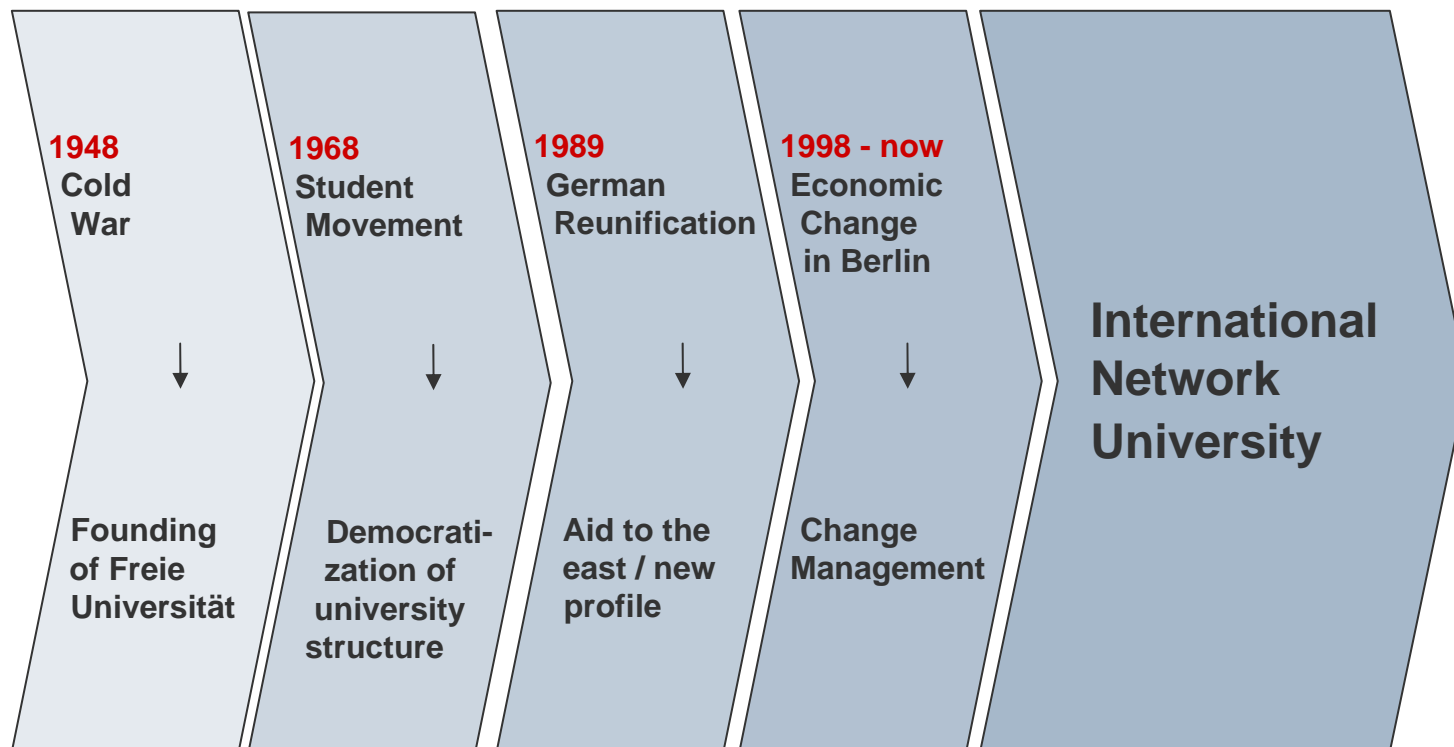 1948
Cold
War
Founding
of Freie
Universität
1968
Student
Movement
Democrati-
zation of
university
structure
1989
German
Reunification
Aid to the
east / new
profile
1998 - now
Economic
Change
in Berlin
Change
Management
International
Network
University